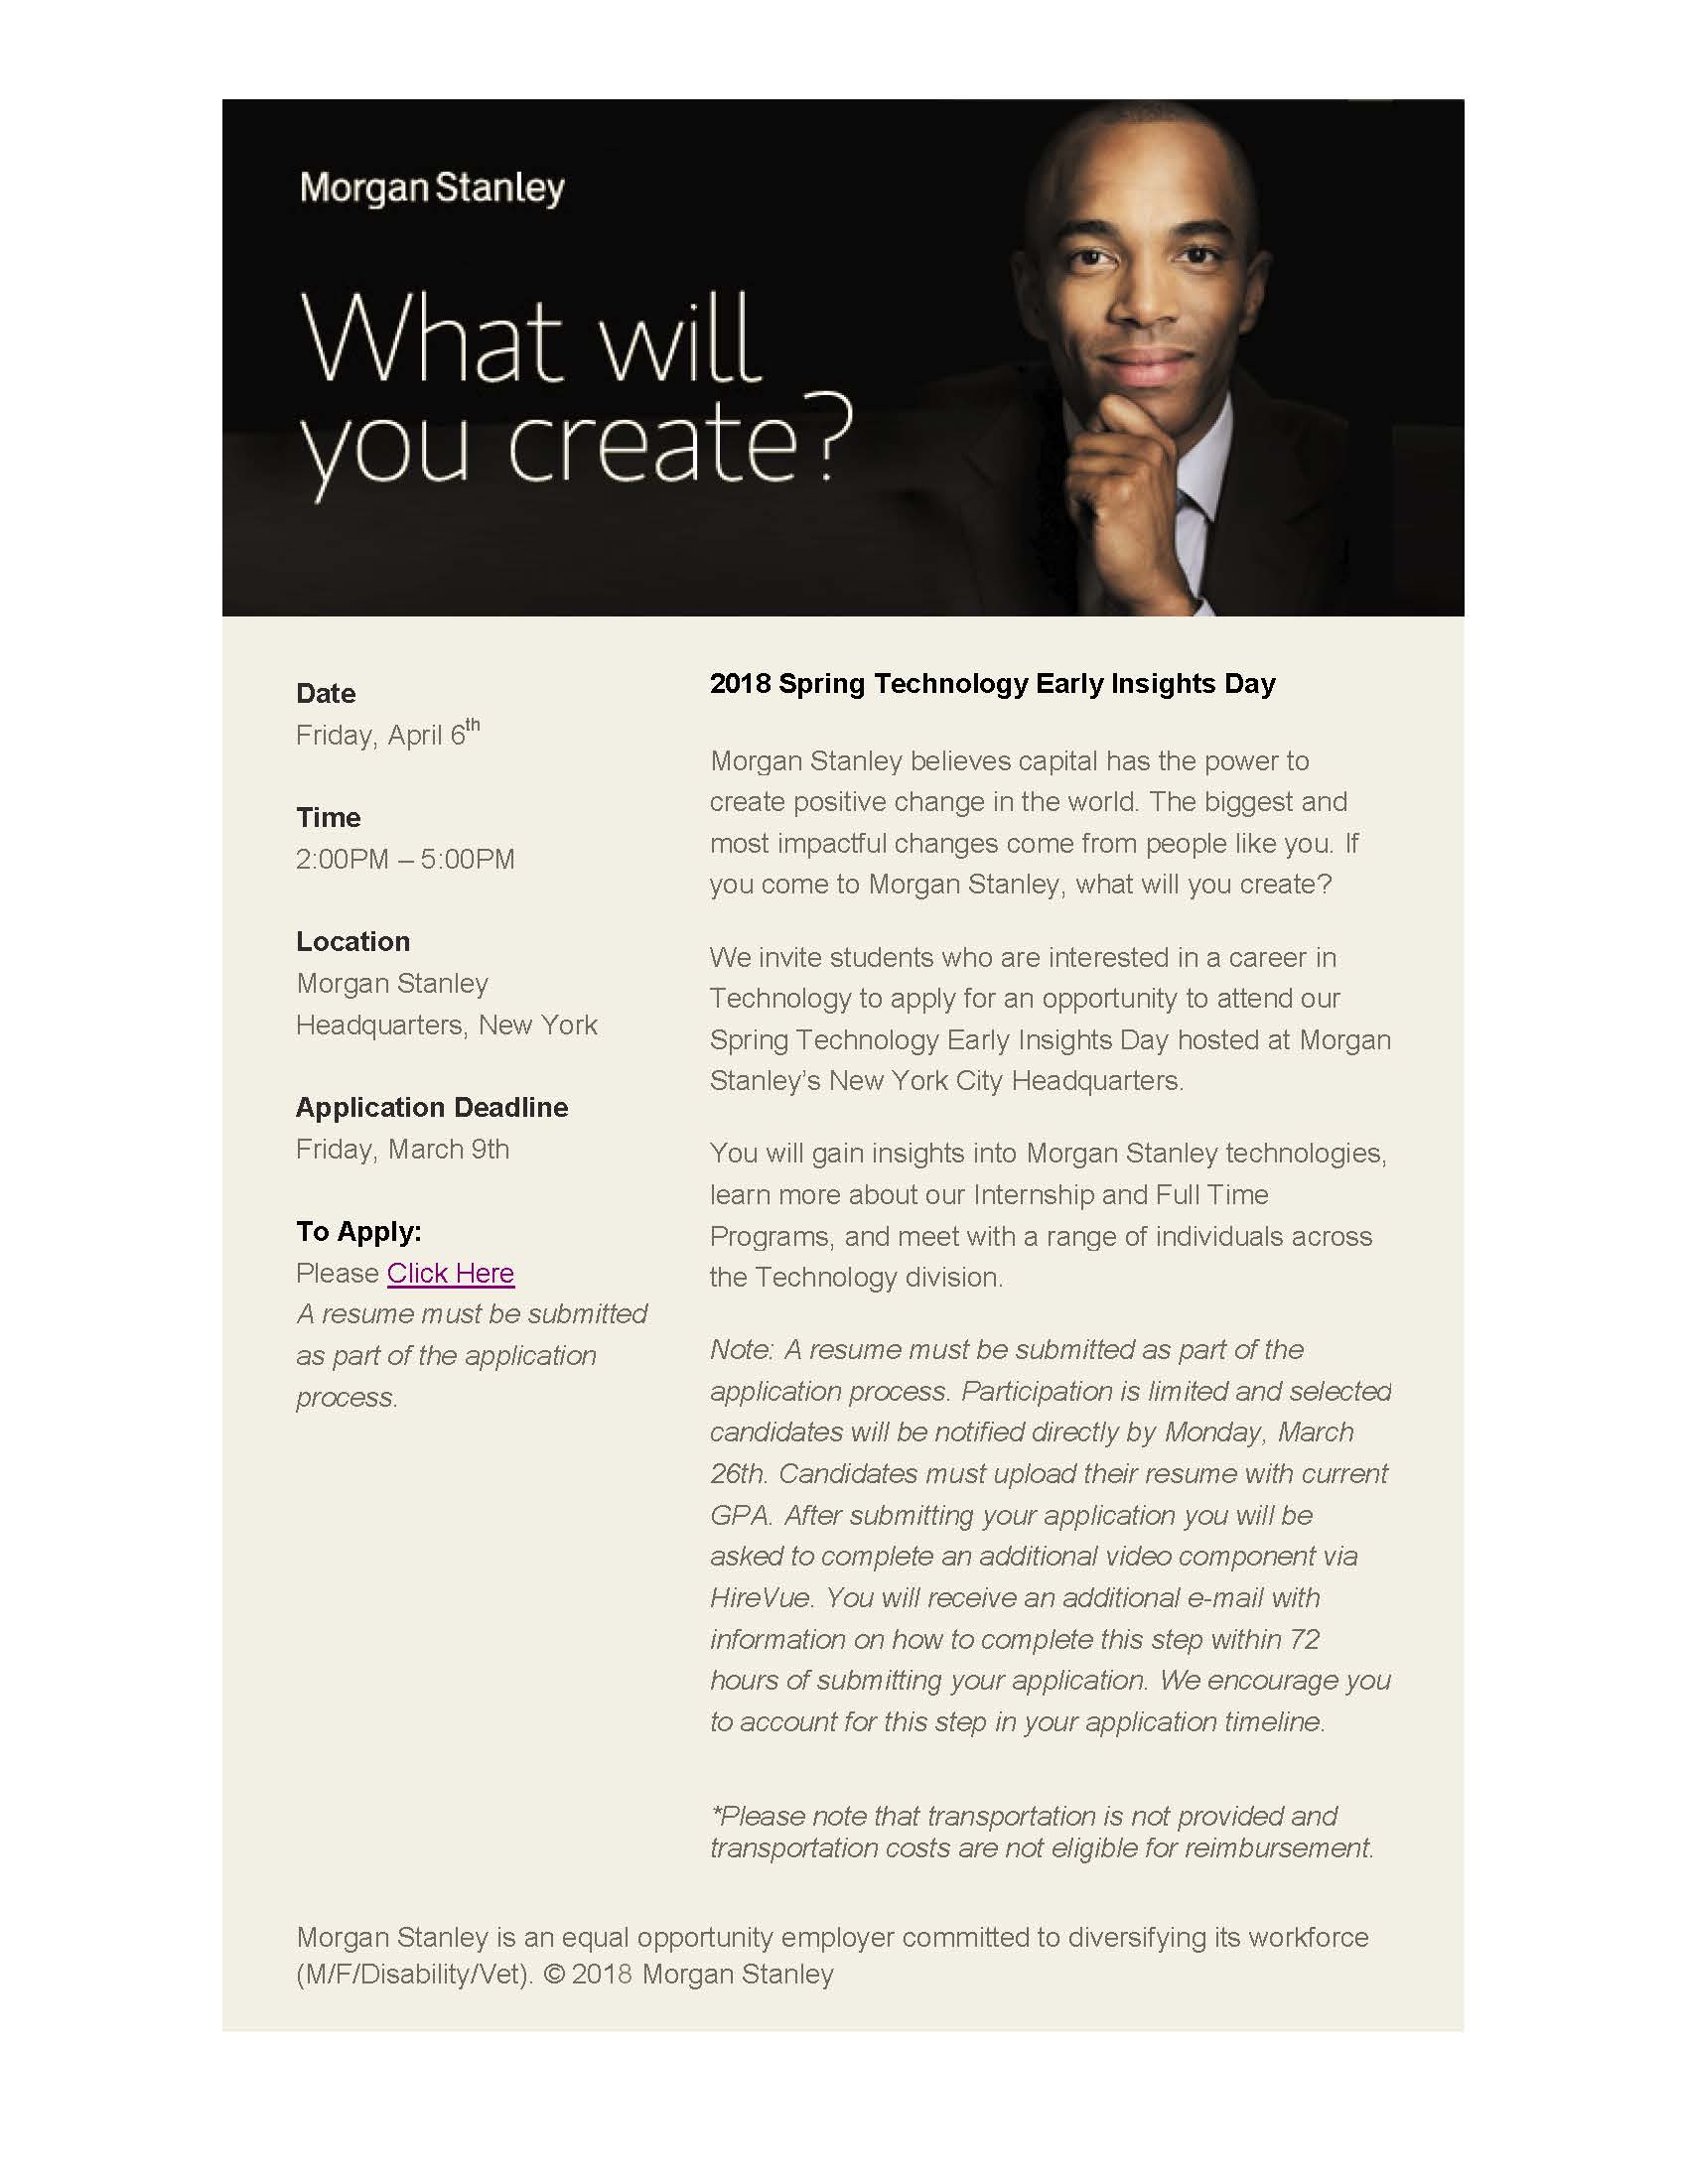 Morgan Stanley
What will
you create?
Date
Friday, April 6th
Time
2:00PM – 5:00PM
Location
Morgan Stanley
Headquarters, New York
Application Deadline
Friday, March 9th
To Apply:
Please Click Here
A resume must be submitted
as part of the application
process.
2018 Spring Technology Early Insights Day
Morgan Stanley believes capital has the power to
create positive change in the world. The biggest and
most impactful changes come from people like you. If
you come to Morgan Stanley, what will you create?
We invite students who are interested in a career in
Technology to apply for an opportunity to attend our
Spring Technology Early Insights Day hosted at Morgan
Stanley’s New York City Headquarters.
You will gain insights into Morgan Stanley technologies,
learn more about our Internship and Full Time
Programs, and meet with a range of individuals across
the Technology division.
Note: A resume must be submitted as part of the
application process. Participation is limited and selected
candidates will be notified directly by Monday, March
26th. Candidates must upload their resume with current
GPA. After submitting your application you will be
asked to complete an additional video component via
HireVue. You will receive an additional e-mail with
information on how to complete this step within 72
hours of submitting your application. We encourage you
to account for this step in your application timeline.
*Please note that transportation is not provided and
transportation costs are not eligible for reimbursement.
Morgan Stanley is an equal opportunity employer committed to diversifying its workforce
(M/F/Disability/Vet). © 2018 Morgan Stanley